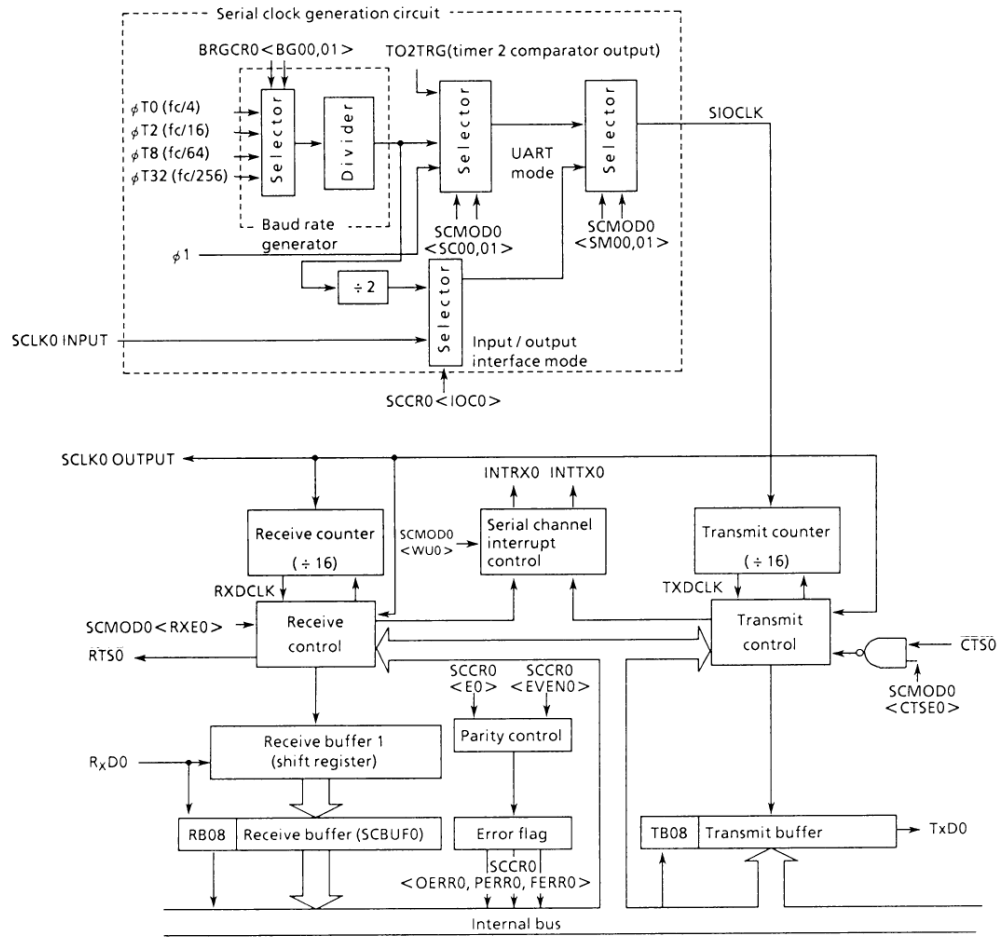 Serial clock generation circuit
BRGCR0<BG00,01>
TO2TRG(timer 2 comparator output)
φT0 (fc/4)
φT2 (fc/16)
φT8 (fc/64)
φT32 (fc/256)
Selector
Divider
Selector
Selector
SIOCLK
UART
mode
Baud rate
generator
SCMOD0
<SC00,01>
SCMOD0
<SM00,01>
φ1
÷2
Selector
SCLK0 INPUT
Input / output
interface mode
SCCR0<IOC0>
SCLK0 OUTPUT
INTRX0
INTTX0
Receive counter
(÷16)
SCMOD0
<WU0>
Serial channel
interrupt
control
Transmit counter
(÷16)
RXDCLK
TXDCLK
SCMOD0<RXE0>
Receive
control
Transmit
control
RTS0
CTS0
SCMOD0
<CTSE0>
SCCR0
<E0>
SCCR0
<EVEN0>
Parity control
Receive buffer 1
(shift register)
RxD0
RB08
Receive buffer (SCBUF0)
Error flag
TB08
Transmit buffer
TxD0
SCCR0
<OERR0, PERR0, FERR0>
Internal bus